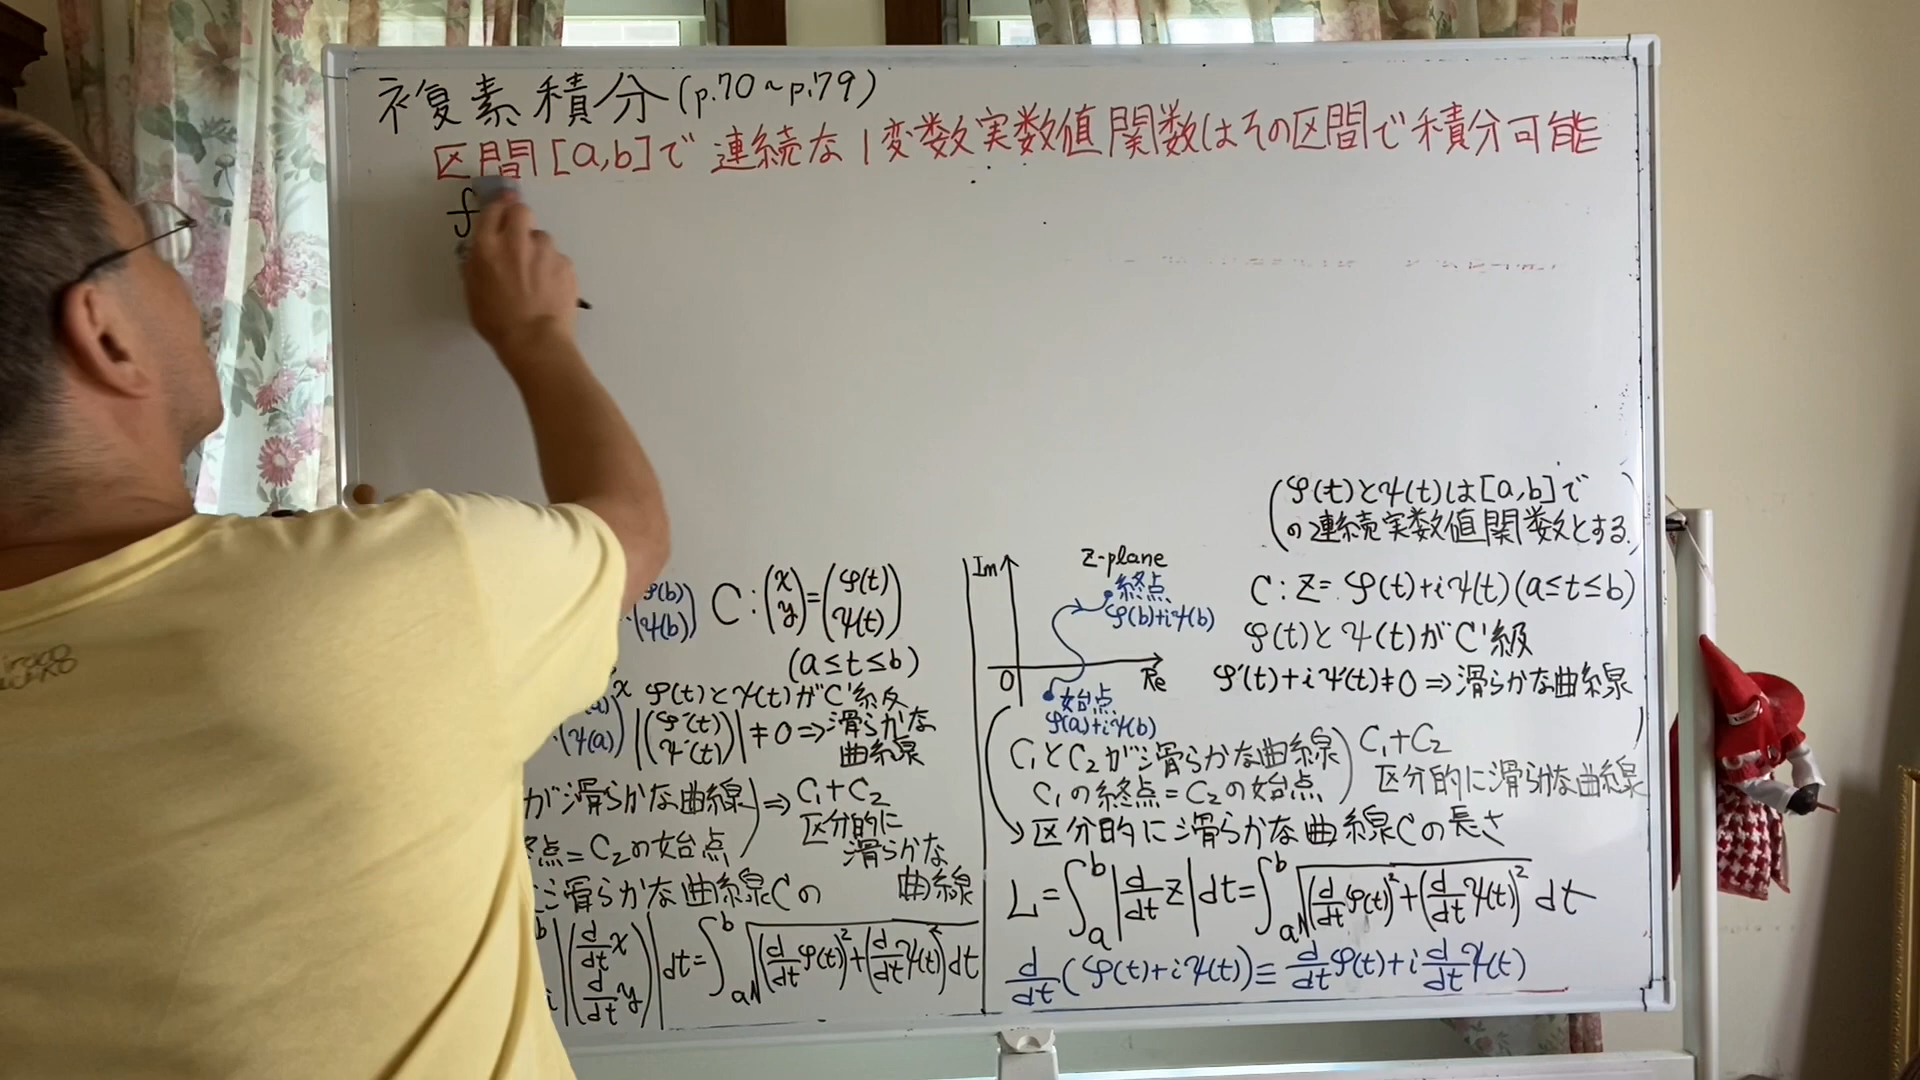 複素積分(p.70~p.79)
区間[a,b]で連続な1変数実数値関数はその区間で積分可能
f
φ(b)
ψ(b)
C:(x y)=(φ(t) ψ(t))
(a≤t≤b)
x φ(t)とψ(t)がC'級
ψ(a)
|(φ'(t) ψ'(t))|≠0⇒滑らかな
曲線
が滑らかな曲線)⇒C₁+C₂
点=C₂の始点
区分的に
滑らかな
曲線
滑らかな曲線Cの
b|(d/dt x d/dt y)|dt=∫ₐᵇ√((d/dt φ(t))²+(d/dt ψ(t))²)dt
Im
z-plane
終点
φ(b)+iψ(b)
O
Re
始点
φ(a)+iψ(b)
(φ(t)とψ(t)は[a,b]で
の連続実数値関数とする.)
C:z=φ(t)+iψ(t)(a≤t≤b)
φ(t)とψ(t)がC'級
φ'(t)+iψ'(t)≠0⇒滑らかな曲線
C₁とC₂が滑らかな曲線
C₁の終点=C₂の始点
C₁+C₂
区分的に滑らかな曲線
区分的に滑らかな曲線Cの長さ
L=∫ₐᵇ|d/dt z|dt=∫ₐᵇ√((d/dt φ(t))²+(d/dt ψ(t))²)dt
d/dt(φ(t)+iψ(t))≡d/dt φ(t)+i d/dt ψ(t)